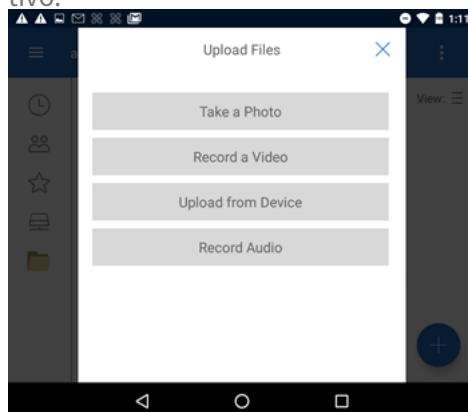 tivo.
1:11
Upload Files
View:
Take a Photo
Record a Video
Upload from Device
Record Audio